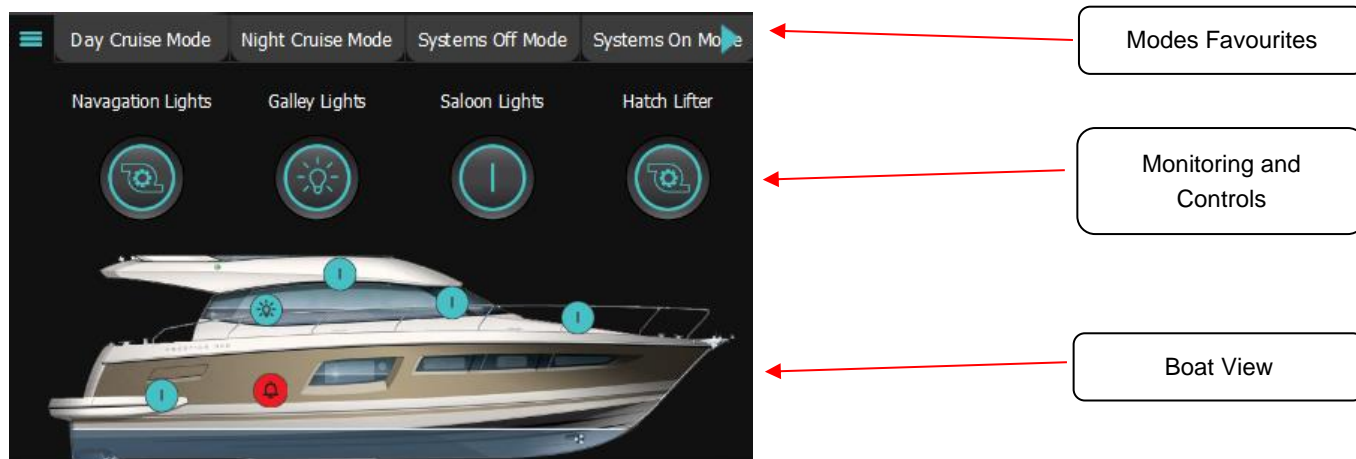 Day Cruise Mode
Night Cruise Mode
Systems Off Mode
Systems On Mode
Modes Favourites
Navagation Lights
Galley Lights
Saloon Lights
Hatch Lifter
Monitoring and
Controls
Boat View